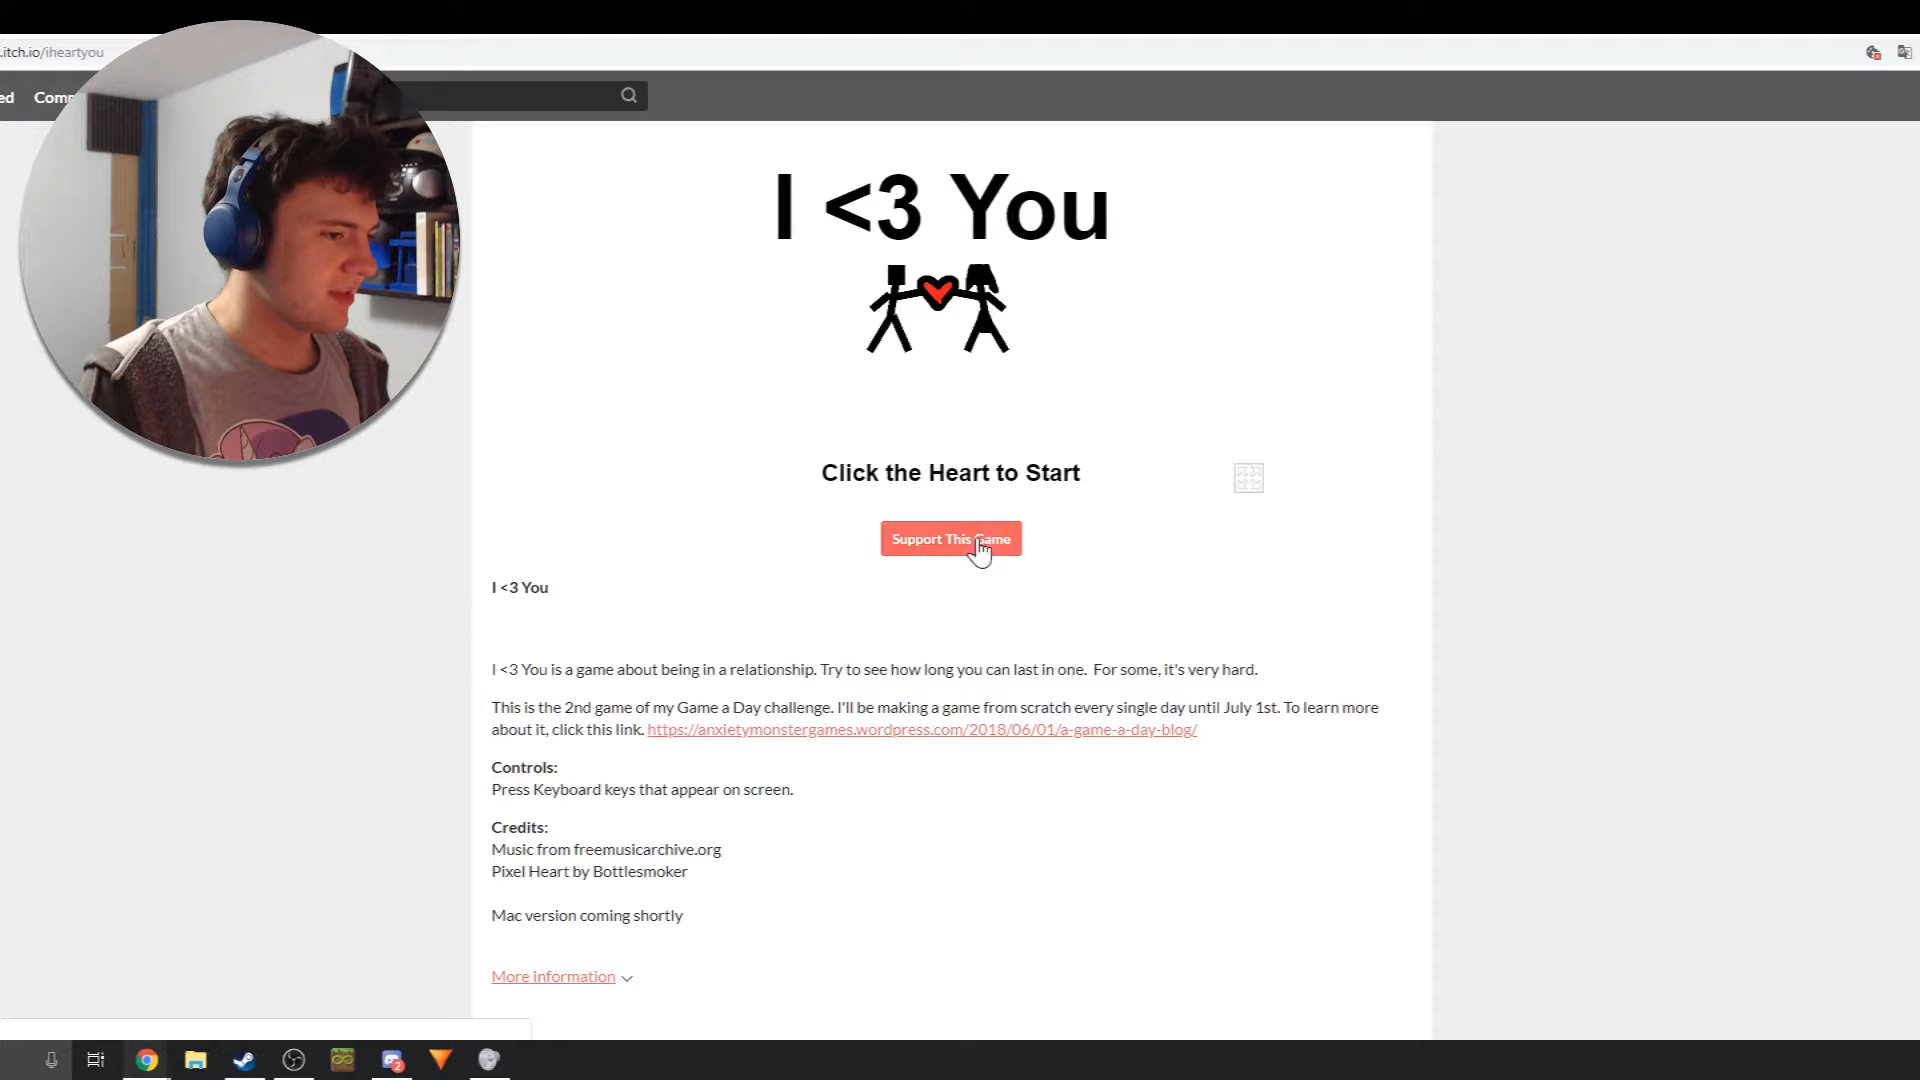 .itch.io/iheartyou
ed Com
I <3 You
Click the Heart to Start
Support This Game
I <3 You
I <3 You is a game about being in a relationship. Try to see how long you can last in one. For some, it's very hard.
This is the 2nd game of my Game a Day challenge. I'll be making a game from scratch every single day until July 1st. To learn more
about it, click this link. https://anxietymonstergames.wordpress.com/2018/06/01/a-game-a-day-blog/
Controls:
Press Keyboard keys that appear on screen.
Credits:
Music from freemusicarchive.org
Pixel Heart by Bottlesmoker
Mac version coming shortly
More information
2